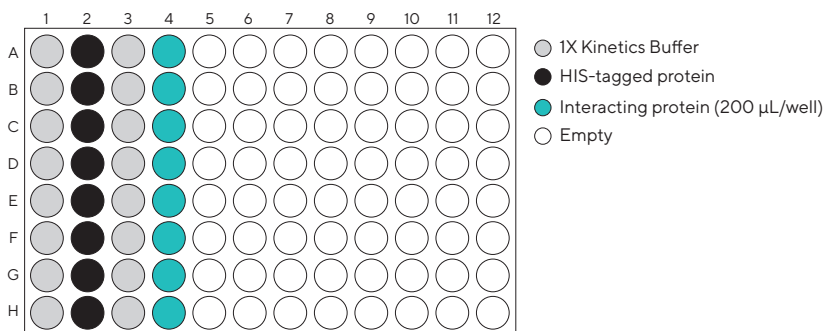 1 2 3 4 5 6 7 8 9 10 11 12
A
B
C
D
E
F
G
H
1X Kinetics Buffer
HIS-tagged protein
Interacting protein (200 µL/well)
Empty